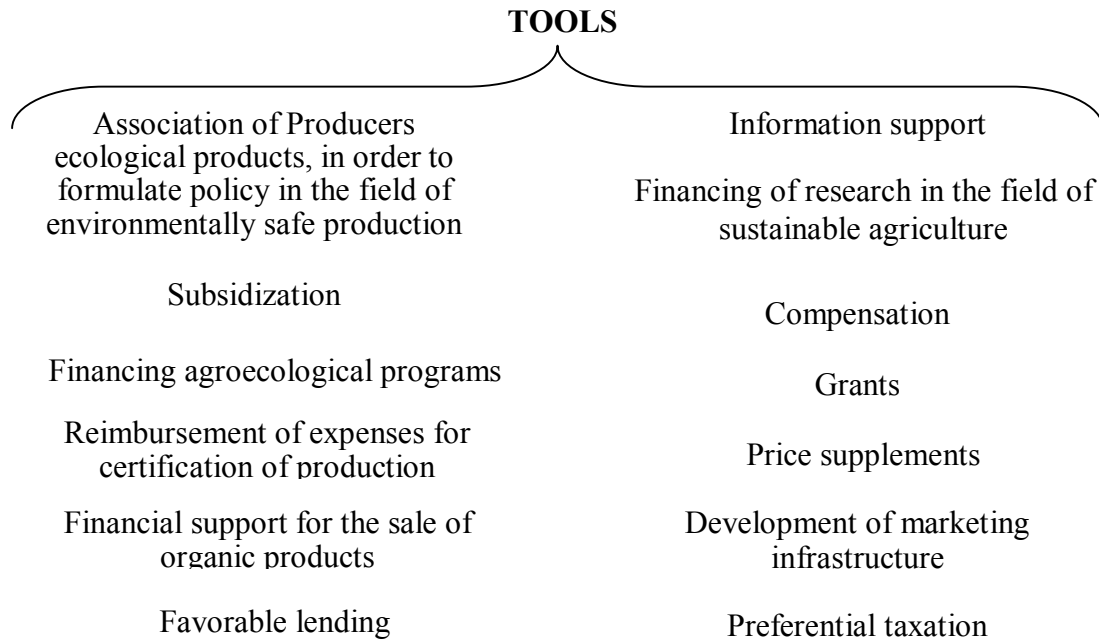 TOOLS
Association of Producers
ecological products, in order to
formulate policy in the field of
environmentally safe production
Subsidization
Financing agroecological programs
Reimbursement of expenses for
certification of production
Financial support for the sale of
organic products
Favorable lending
Information support
Financing of research in the field of
sustainable agriculture
Compensation
Grants
Price supplements
Development of marketing
infrastructure
Preferential taxation